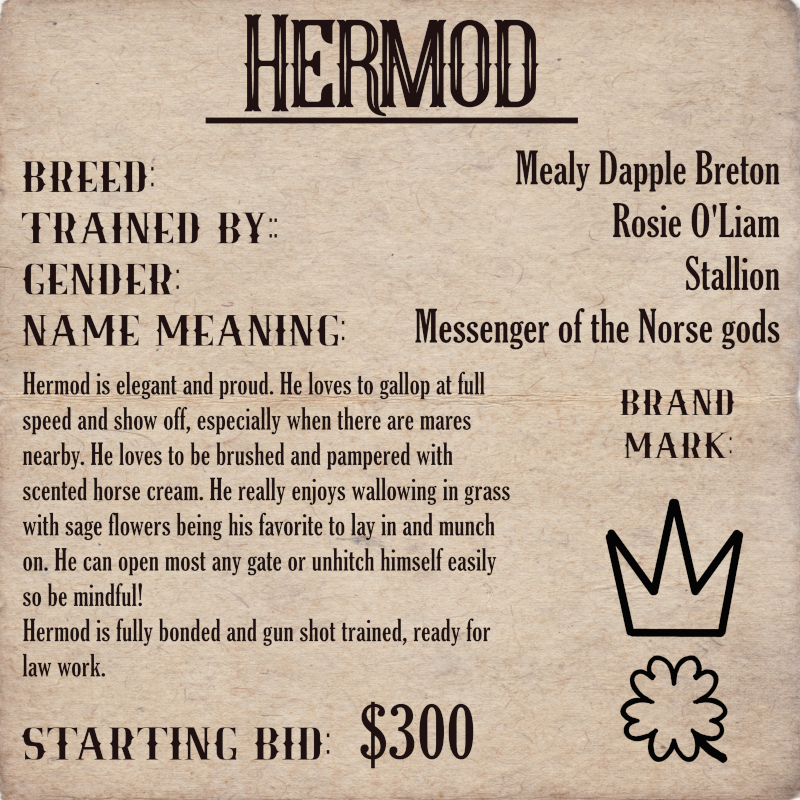 HERMOD
BREED: Mealy Dapple Breton
TRAINED BY:: Rosie O'Liam
GENDER: Stallion
NAME MEANING: Messenger of the Norse gods
Hermod is elegant and proud. He loves to gallop at full
speed and show off, especially when there are mares
nearby. He loves to be brushed and pampered with
scented horse cream. He really enjoys wallowing in grass
with sage flowers being his favorite to lay in and munch
on. He can open most any gate or unhitch himself easily
so be mindful!
Hermod is fully bonded and gun shot trained, ready for
law work.
BRAND
MARK:
STARTING BID: $300